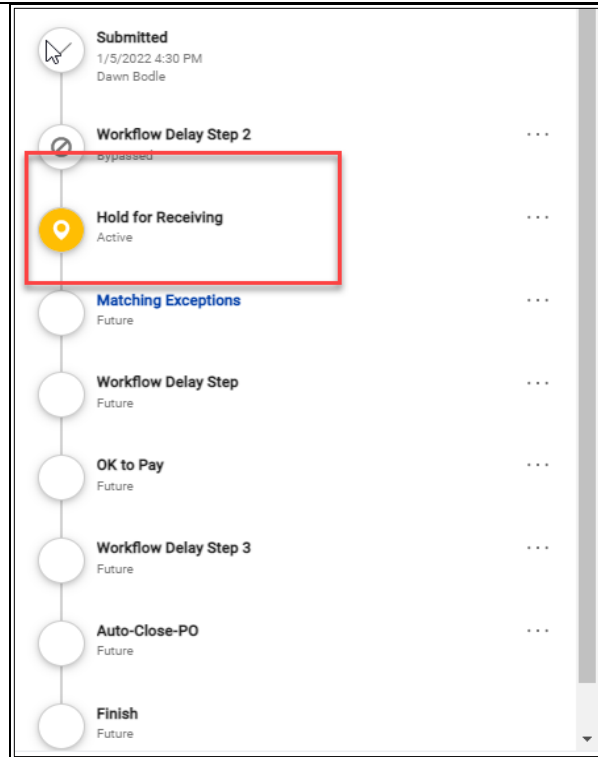 Submitted
1/5/2022 4:30 PM
Dawn Bodle
Workflow Delay Step 2
Bypassed
Hold for Receiving
Active
Matching Exceptions
Future
Workflow Delay Step
Future
OK to Pay
Future
Workflow Delay Step 3
Future
Auto-Close-PO
Future
Finish
Future